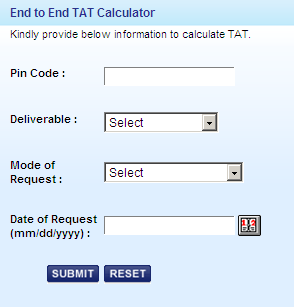 End to End TAT Calculator
Kindly provide below information to calculate TAT.
Pin Code :
Deliverable :
Select
Mode of
Request :
Select
Date of Request
(mm/dd/yyyy) :
SUBMIT RESET